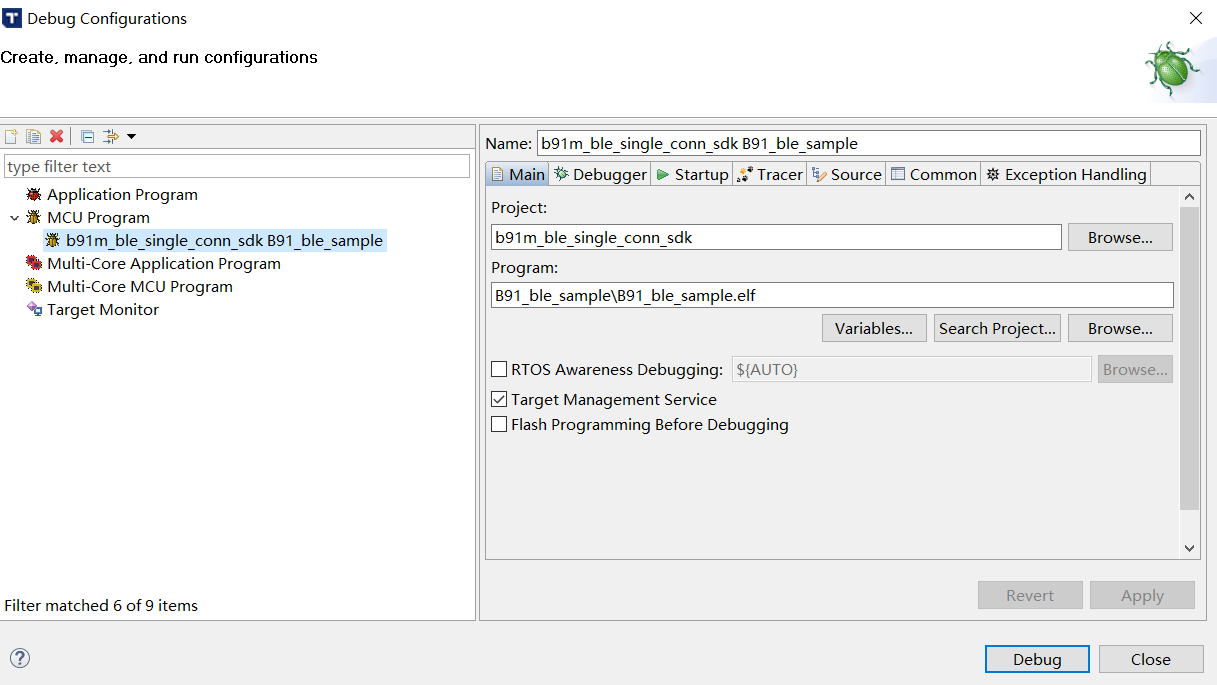 Debug Configurations
Create, manage, and run configurations
type filter text
Application Program
MCU Program
b91m_ble_single_conn_sdk B91_ble_sample
Multi-Core Application Program
Multi-Core MCU Program
Target Monitor
Filter matched 6 of 9 items
Name: b91m_ble_single_conn_sdk B91_ble_sample
Main Debugger Startup Tracer Source Common Exception Handling
Project:
b91m_ble_single_conn_sdk Browse...
Program:
B91_ble_sample\B91_ble_sample.elf
Variables... Search Project... Browse...
RTOS Awareness Debugging: ${AUTO} Browse...
Target Management Service
Flash Programming Before Debugging
Revert Apply
Debug Close